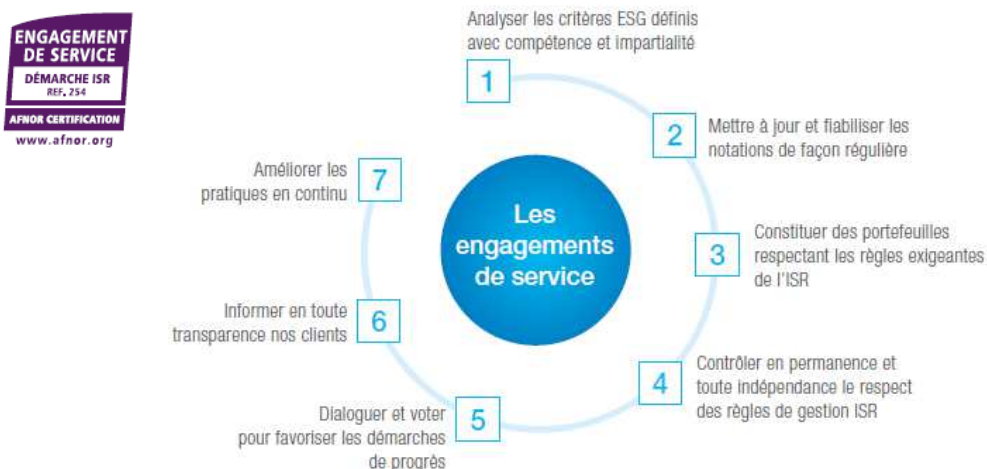 ENGAGEMENT
DE SERVICE
DÉMARCHE ISR
REF. 254
AFNOR CERTIFICATION
www.afnor.org
Les
engagements
de service
Analyser les critères ESG définis
avec compétence et impartialité
1
2
Mettre à jour et fiabiliser les
notations de façon régulière
3
Constituer des portefeuilles
respectant les règles exigeantes
de l'ISR
4
Contrôler en permanence et
toute indépendance le respect
des règles de gestion ISR
5
Dialoguer et voter
pour favoriser les démarches
de progrès
6
Informer en toute
transparence nos clients
7
Améliorer les
pratiques en continu